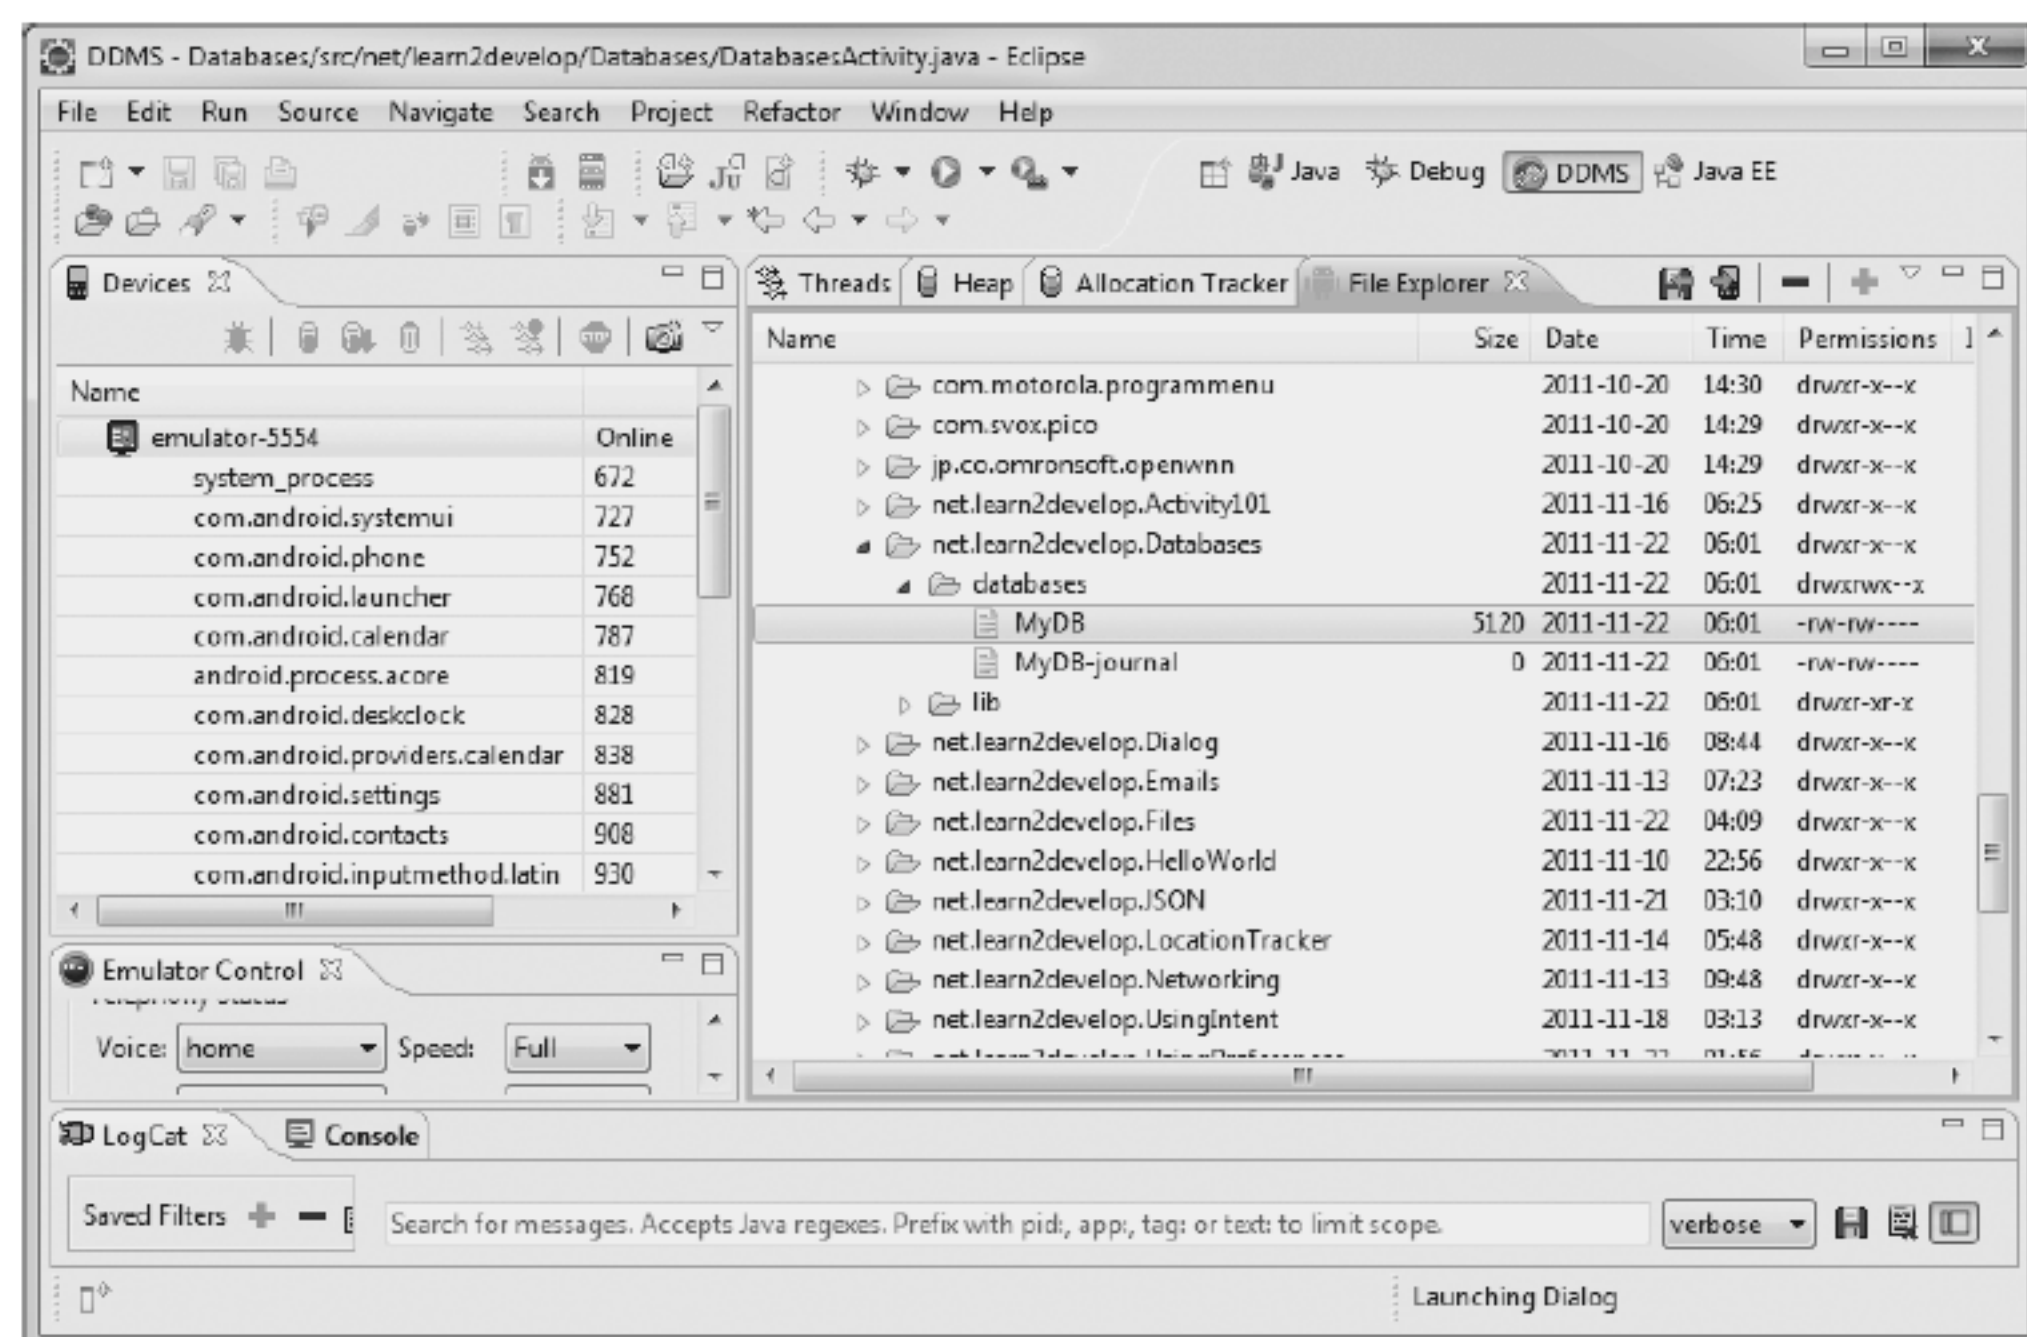 DDMS - Databases/src/net/learn2develop/Databases/DatabasesActivity.java - Eclipse
File Edit Run Source Navigate Search Project Refactor Window Help
Java Debug DDMS Java EE
Devices
Name
emulator-5554 Online
system_process 672
com.android.systemui 727
com.android.phone 752
com.android.launcher 768
com.android.calendar 787
android.process.acore 819
com.android.deskclock 828
com.android.providers.calendar 838
com.android.settings 881
com.android.contacts 908
com.android.inputmethod.latin 930
Emulator Control
Telephony Status
Voice: home Speed: Full
Threads Heap Allocation Tracker File Explorer
Name Size Date Time Permissions
com.motorola.programmenu 2011-10-20 14:30 drwxr-x--x
com.svox.pico 2011-10-20 14:29 drwxr-x--x
jp.co.omronsoft.openwnn 2011-10-20 14:29 drwxr-x--x
net.learn2develop.Activity101 2011-11-16 06:25 drwxr-x--x
net.learn2develop.Databases 2011-11-22 06:01 drwxr-x--x
databases 2011-11-22 06:01 drwxrwx--x
MyDB 5120 2011-11-22 06:01 -rw-rw----
MyDB-journal 0 2011-11-22 06:01 -rw-rw----
lib 2011-11-22 06:01 drwxr-xr-x
net.learn2develop.Dialog 2011-11-16 08:44 drwxr-x--x
net.learn2develop.Emails 2011-11-13 07:23 drwxr-x--x
net.learn2develop.Files 2011-11-22 04:09 drwxr-x--x
net.learn2develop.HelloWorld 2011-11-10 22:56 drwxr-x--x
net.learn2develop.JSON 2011-11-21 03:10 drwxr-x--x
net.learn2develop.LocationTracker 2011-11-14 05:48 drwxr-x--x
net.learn2develop.Networking 2011-11-13 09:48 drwxr-x--x
net.learn2develop.UsingIntent 2011-11-18 03:13 drwxr-x--x
net.learn2develop.UsingPreferences
LogCat Console
Saved Filters
Search for messages. Accepts Java regexes. Prefix with pid:, app:, tag: or text: to limit scope.
verbose
Launching Dialog